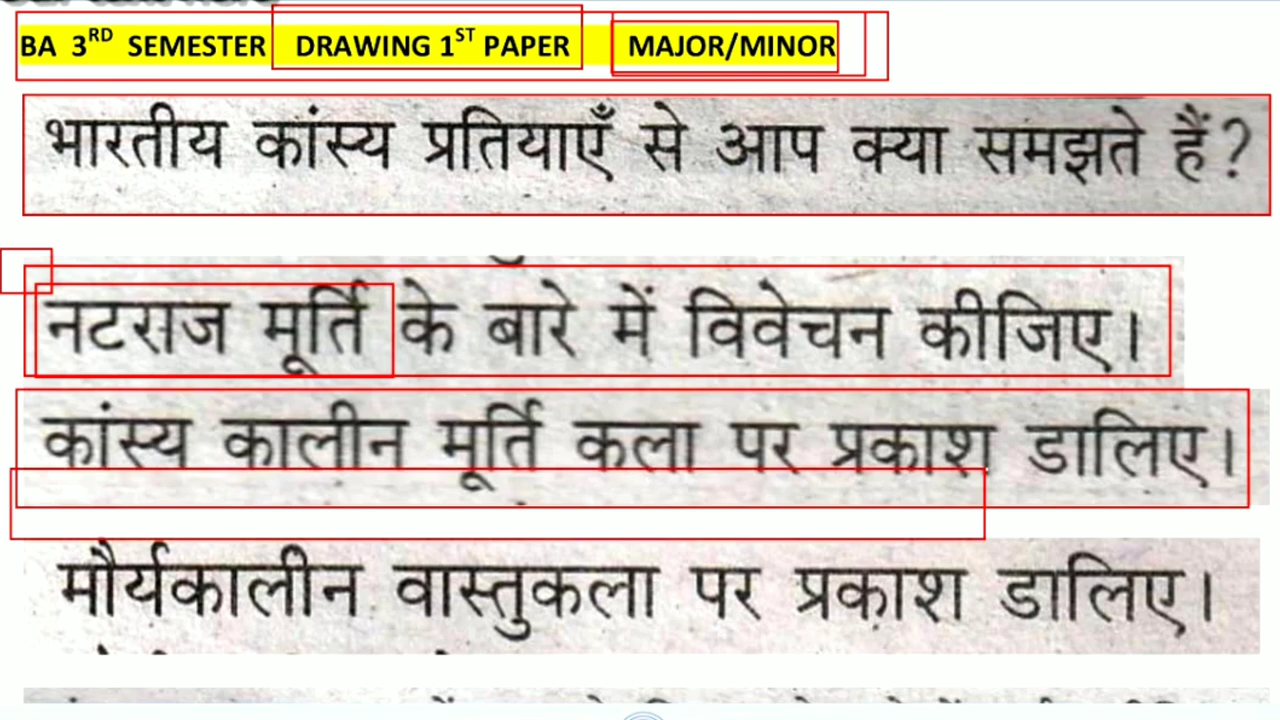 BA 3RD SEMESTER DRAWING 1ST PAPER MAJOR/MINOR
भारतीय कांस्य प्रतियाएँ से आप क्या समझते हैं?
नटराज मूर्ति के बारे में विवेचन कीजिए।
कांस्य कालीन मूर्ति कला पर प्रकाश डालिए।
मौर्यकालीन वास्तुकला पर प्रकाश डालिए।